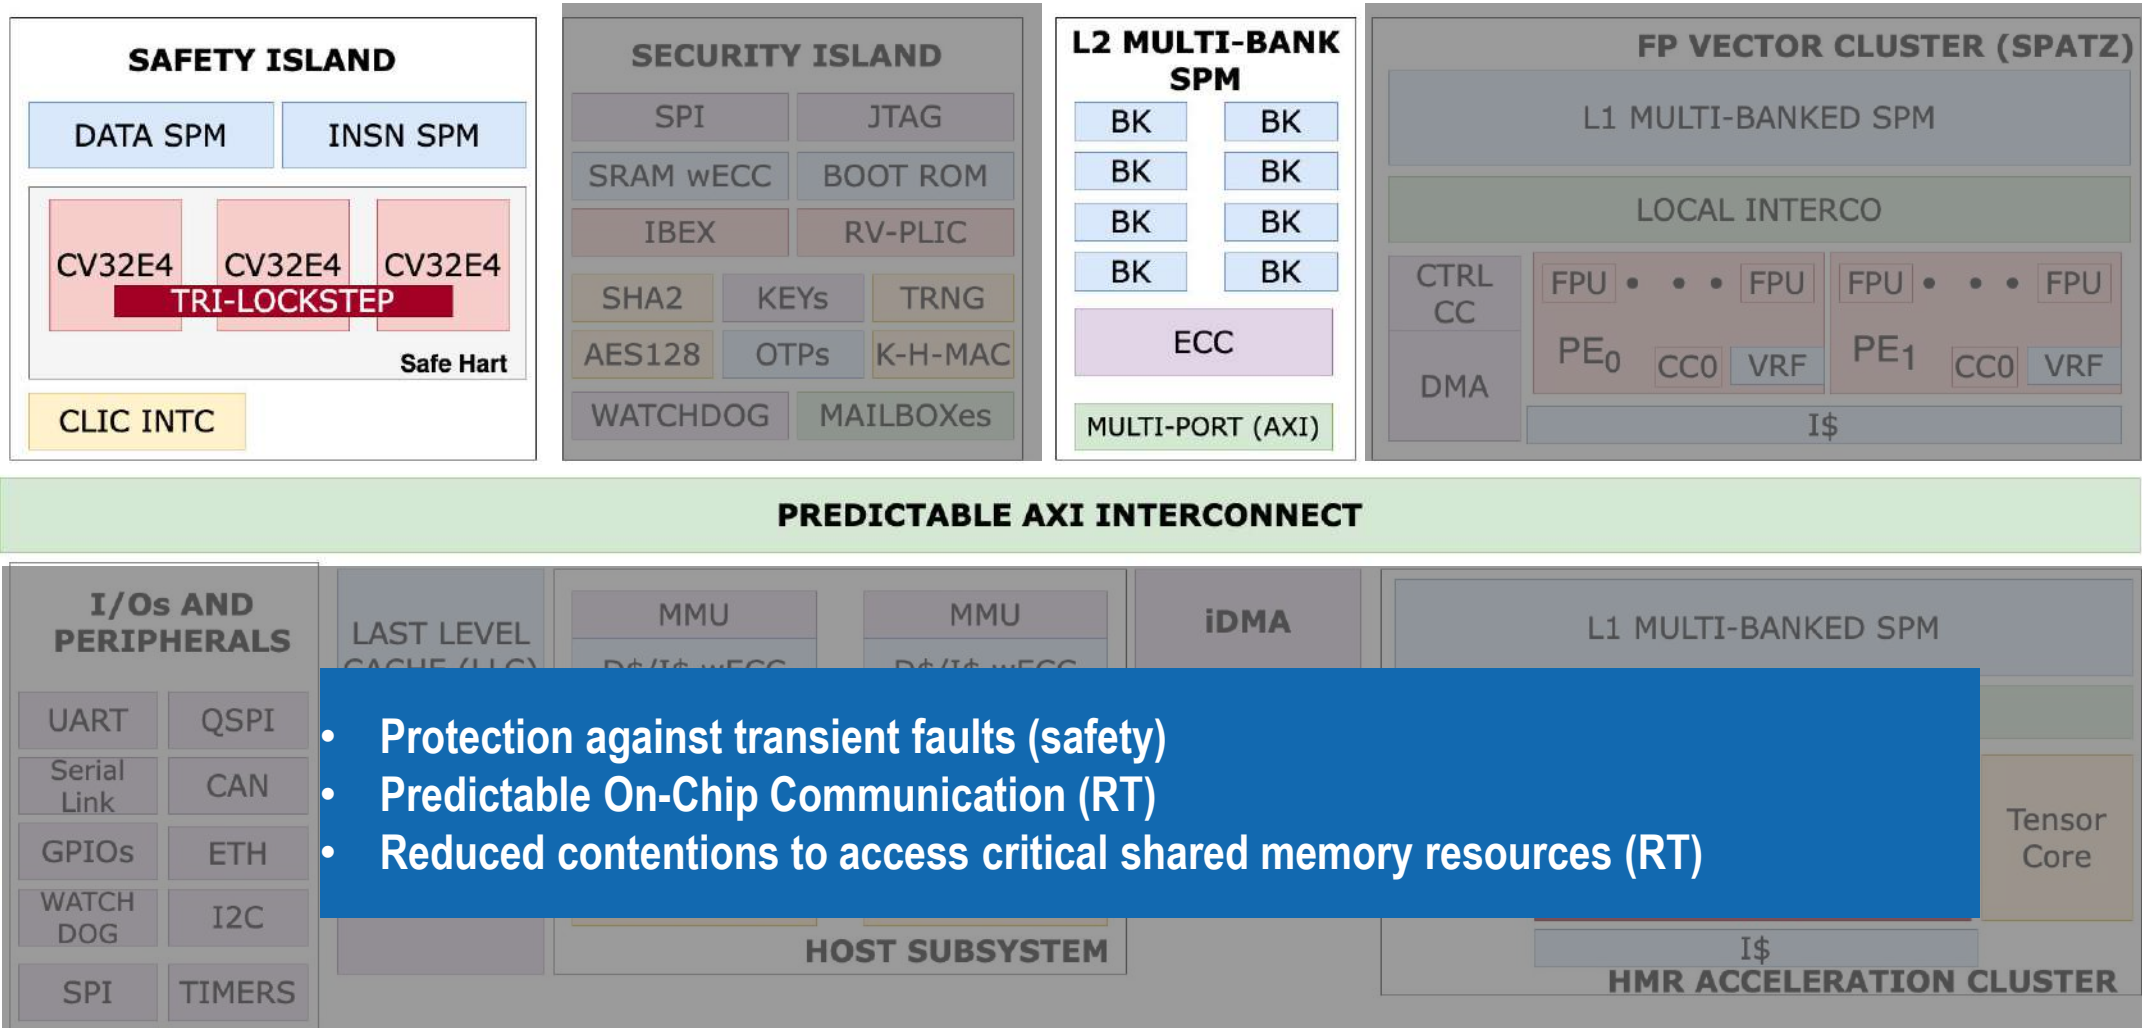 SAFETY ISLAND
DATA SPM
INSN SPM
CV32E4
CV32E4
CV32E4
TRI-LOCKSTEP
Safe Hart
CLIC INTC
SECURITY ISLAND
SPI
JTAG
SRAM wECC
BOOT ROM
IBEX
RV-PLIC
SHA2
KEYs
TRNG
AES128
OTPs
K-H-MAC
WATCHDOG
MAILBOXes
L2 MULTI-BANK
SPM
BK
BK
BK
BK
BK
BK
BK
BK
ECC
MULTI-PORT (AXI)
FP VECTOR CLUSTER (SPATZ)
L1 MULTI-BANKED SPM
LOCAL INTERCO
CTRL
CC
DMA
FPU • • • FPU
PE0
CC0
VRF
FPU • • • FPU
PE1
CC0
VRF
I$
PREDICTABLE AXI INTERCONNECT
I/Os AND
PERIPHERALS
UART
QSPI
Serial
Link
CAN
GPIOs
ETH
WATCH
DOG
I2C
SPI
TIMERS
LAST LEVEL
CACHE (LLC)
MMU
MMU
D$/I$ wECC
D$/I$ wECC
HOST SUBSYSTEM
iDMA
L1 MULTI-BANKED SPM
Tensor
Core
I$
HMR ACCELERATION CLUSTER
• Protection against transient faults (safety)
• Predictable On-Chip Communication (RT)
• Reduced contentions to access critical shared memory resources (RT)